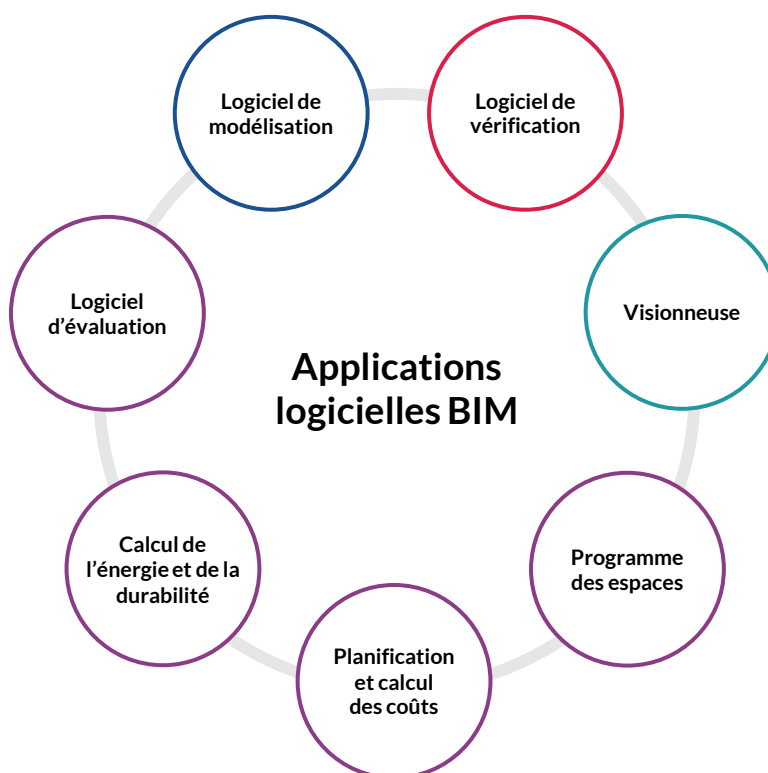 Logiciel de
modélisation
Logiciel de
vérification
Logiciel
d'évaluation
Visionneuse
Applications
logicielles BIM
Calcul de
l'énergie et de la
durabilité
Programme
des espaces
Planification
et calcul
des coûts